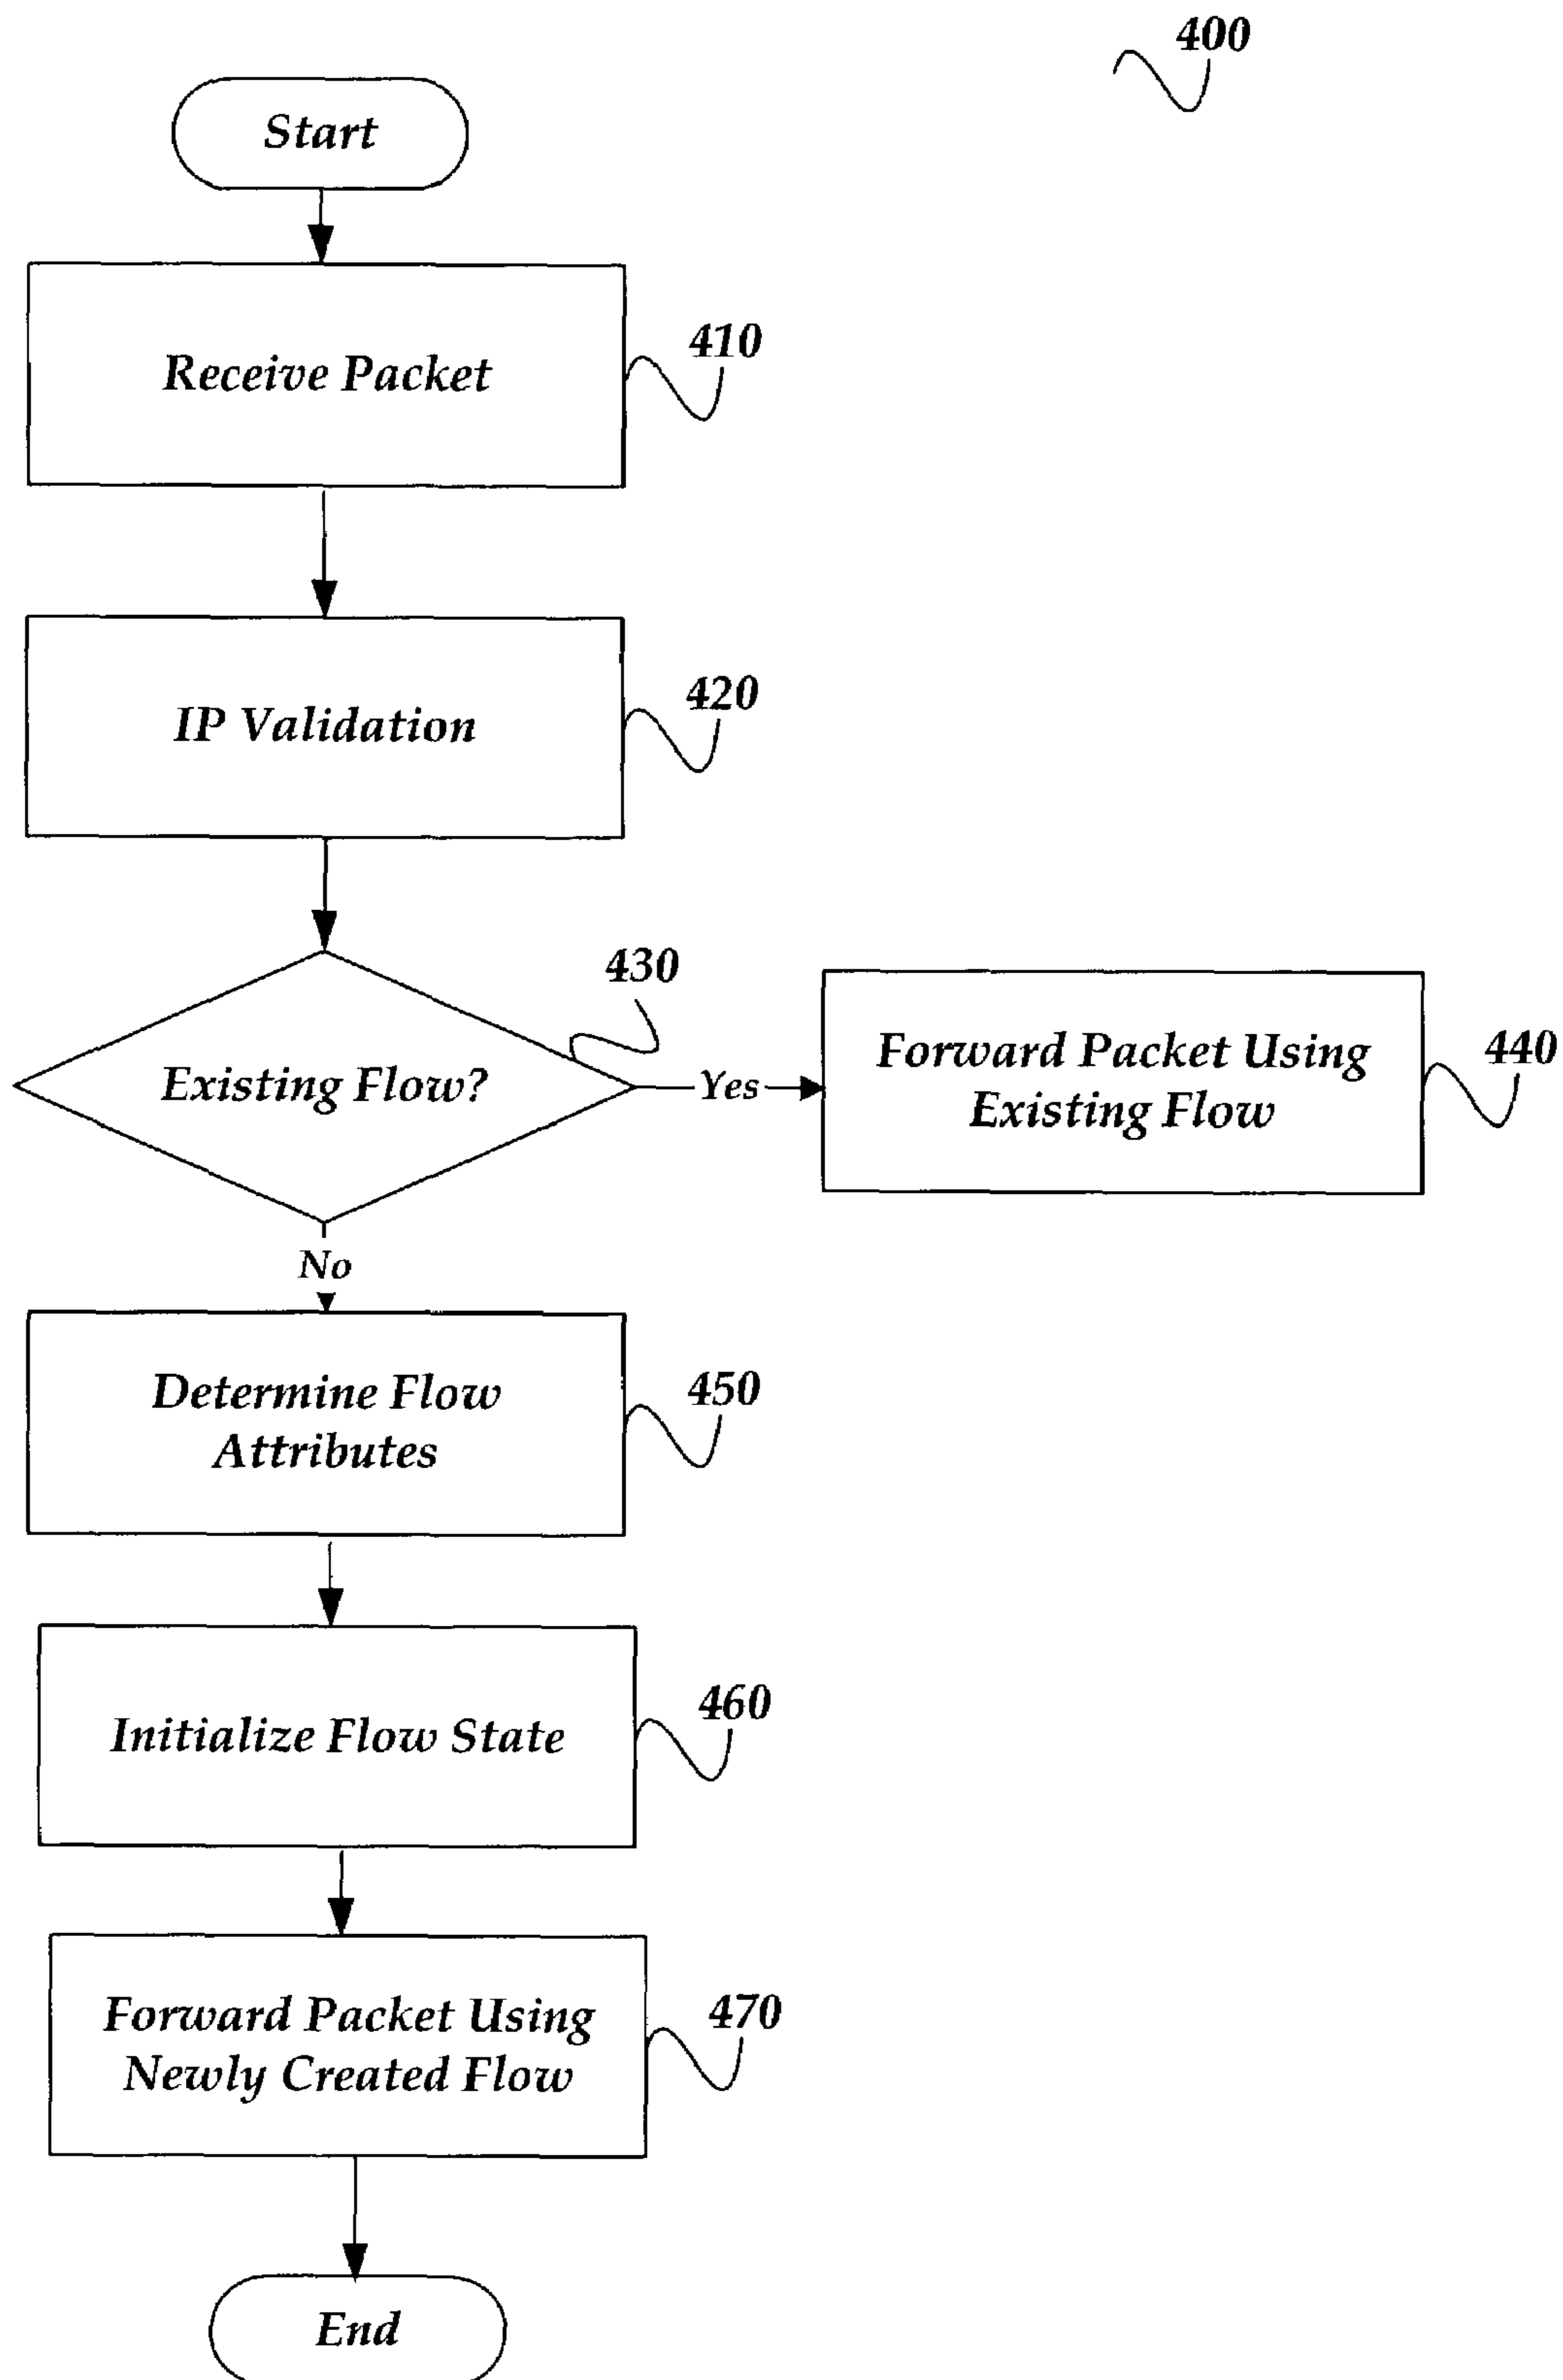 400
Start
Receive Packet
410
IP Validation
420
430
Existing Flow?
Yes
Forward Packet Using
Existing Flow
440
No
Determine Flow
Attributes
450
Initialize Flow State
460
Forward Packet Using
Newly Created Flow
470
End